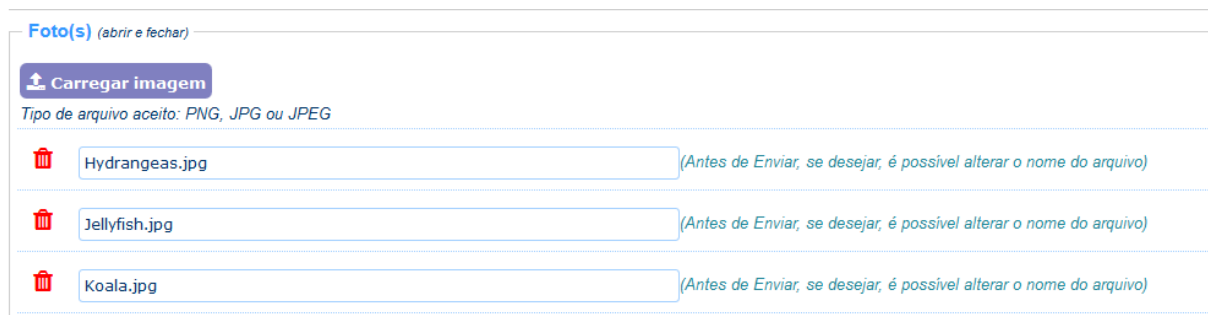 Foto(s) (abrir e fechar)
Carregar imagem
Tipo de arquivo aceito: PNG, JPG ou JPEG
Hydrangeas.jpg (Antes de Enviar, se desejar, é possível alterar o nome do arquivo)
Jellyfish.jpg (Antes de Enviar, se desejar, é possível alterar o nome do arquivo)
Koala.jpg (Antes de Enviar, se desejar, é possível alterar o nome do arquivo)